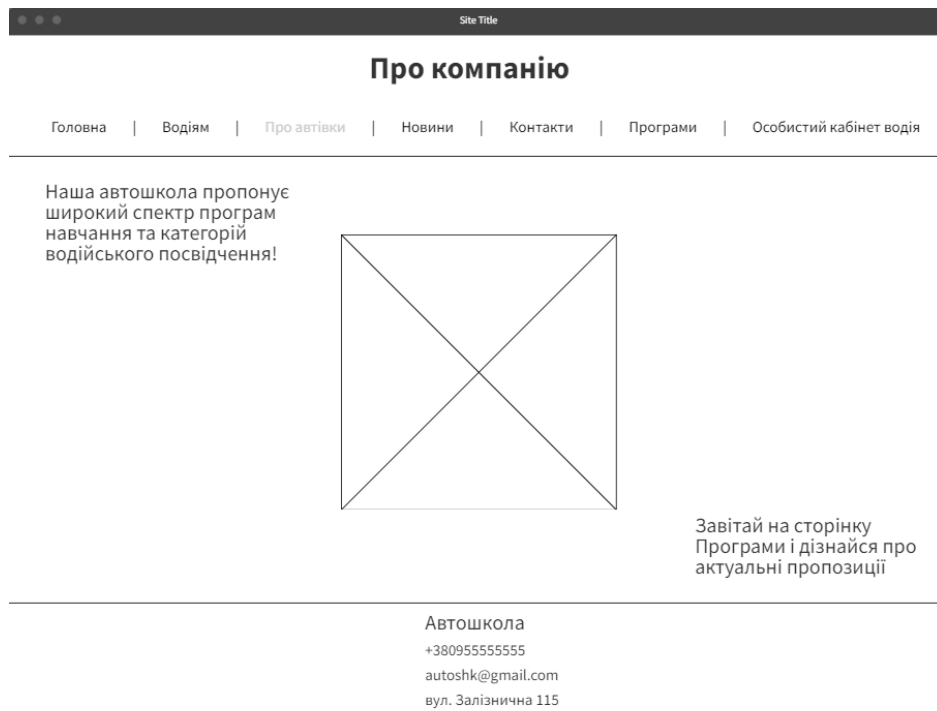 Site Title
Про компанію
Головна | Водіям | Про автівки | Новини | Контакти | Програми | Особистий кабінет водія
Наша автошкола пропонує
широкий спектр програм
навчання та категорій
водійського посвідчення!
Завітай на сторінку
Програми і дізнайся про
актуальні пропозиції
Автошкола
+380955555555
autoshk@gmail.com
вул. Залізнична 115